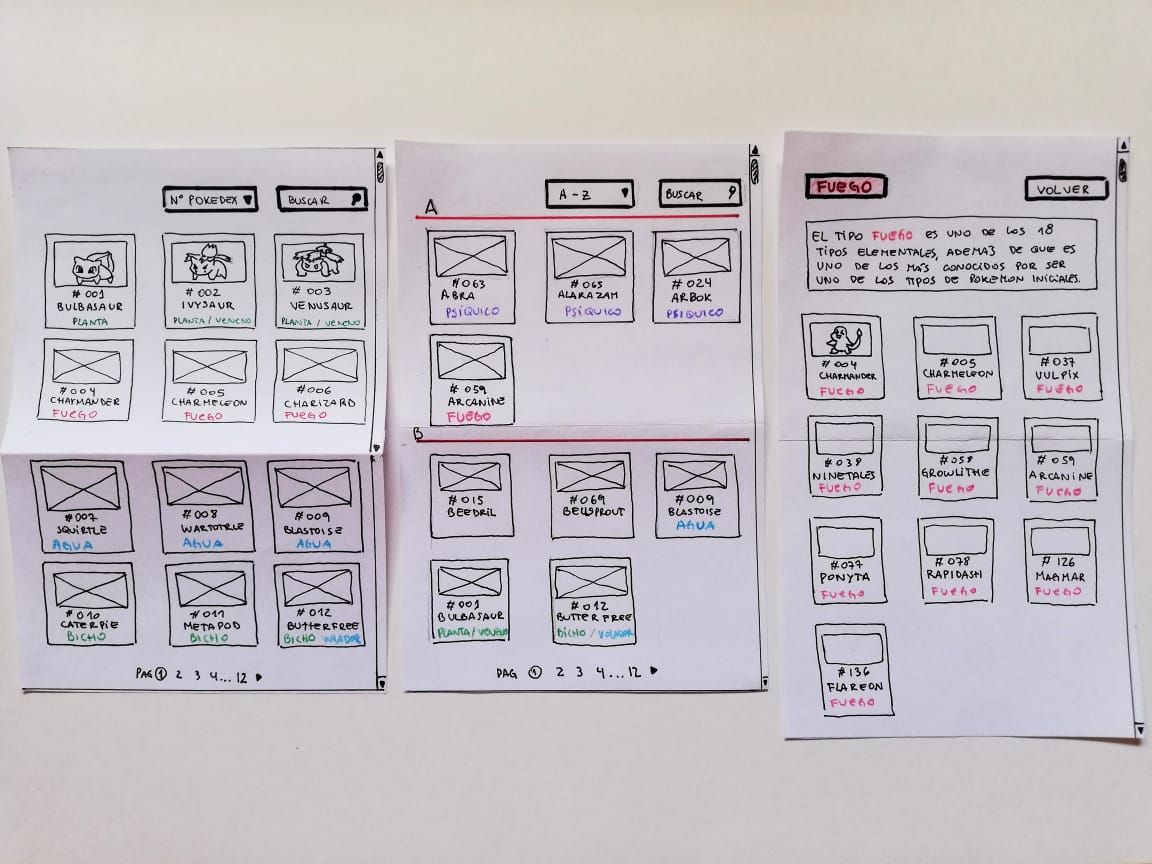 Nº POKEDEX ▼
BUSCAR
# 001
BULBASAUR
PLANTA
# 002
IVYSAUR
PLANTA / VENENO
# 003
VENUSAUR
PLANTA / VENENO
# 004
CHARMANDER
FUEGO
# 005
CHARMELEON
FUEGO
# 006
CHARIZARD
FUEGO
# 007
SQUIRTLE
AGUA
# 008
WARTOTRLE
AGUA
# 009
BLASTOISE
AGUA
# 010
CATERPIE
BICHO
# 011
METAPOD
BICHO
# 012
BUTTERFREE
BICHO VOLADOR
PAG ① 2 3 4...12 ▶
A - Z ▼
BUSCAR
A
# 063
ABRA
PSÍQUICO
# 065
ALARAZAM
PSÍQUICO
# 024
ARBOK
PSÍQUICO
# 059
ARCANINE
FUEGO
B
# 015
BEEDRIL
# 069
BELLSPROUT
# 009
BLASTOISE
AGUA
# 001
BULBASAUR
PLANTA / VENENO
# 012
BUTTERFREE
BICHO / VOLADOR
PAG ① 2 3 4...12 ▶
FUEGO
VOLVER
EL TIPO FUEGO ES UNO DE LOS 18
TIPOS ELEMENTALES, ADEMÁS DE QUE ES
UNO DE LOS MÁS CONOCIDOS POR SER
UNO DE LOS TIPOS DE POKEMON INICIALES.
# 004
CHARMANDER
FUEGO
# 005
CHARMELEON
FUEGO
# 037
VULPIX
FUEGO
# 038
NINETALES
FUEGO
# 058
GROWLITHE
FUEGO
# 059
ARCANINE
FUEGO
# 077
PONYTA
FUEGO
# 078
RAPIDASH
FUEGO
# 126
MAGMAR
FUEGO
# 136
FLAREON
FUEGO